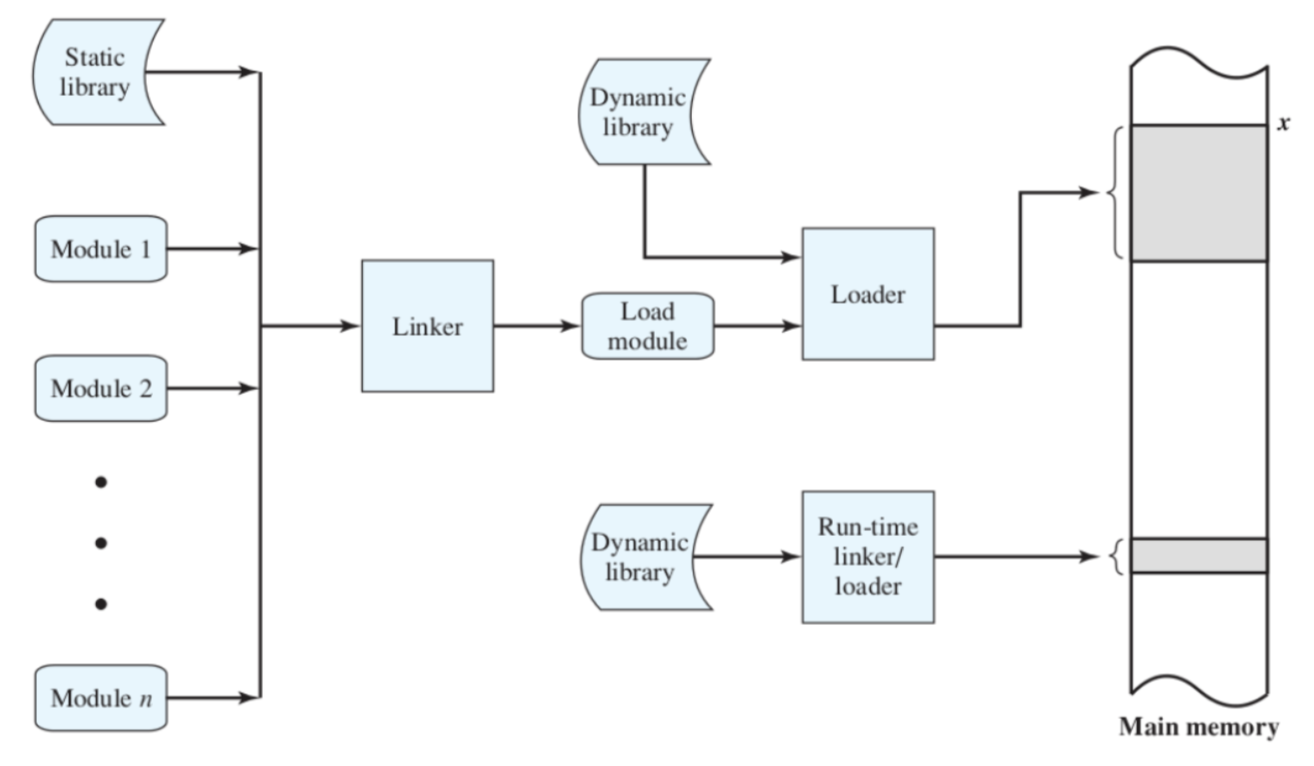 Static
library
Module 1
Module 2
Module n
Linker
Dynamic
library
Load
module
Loader
Dynamic
library
Run-time
linker/
loader
x
Main memory